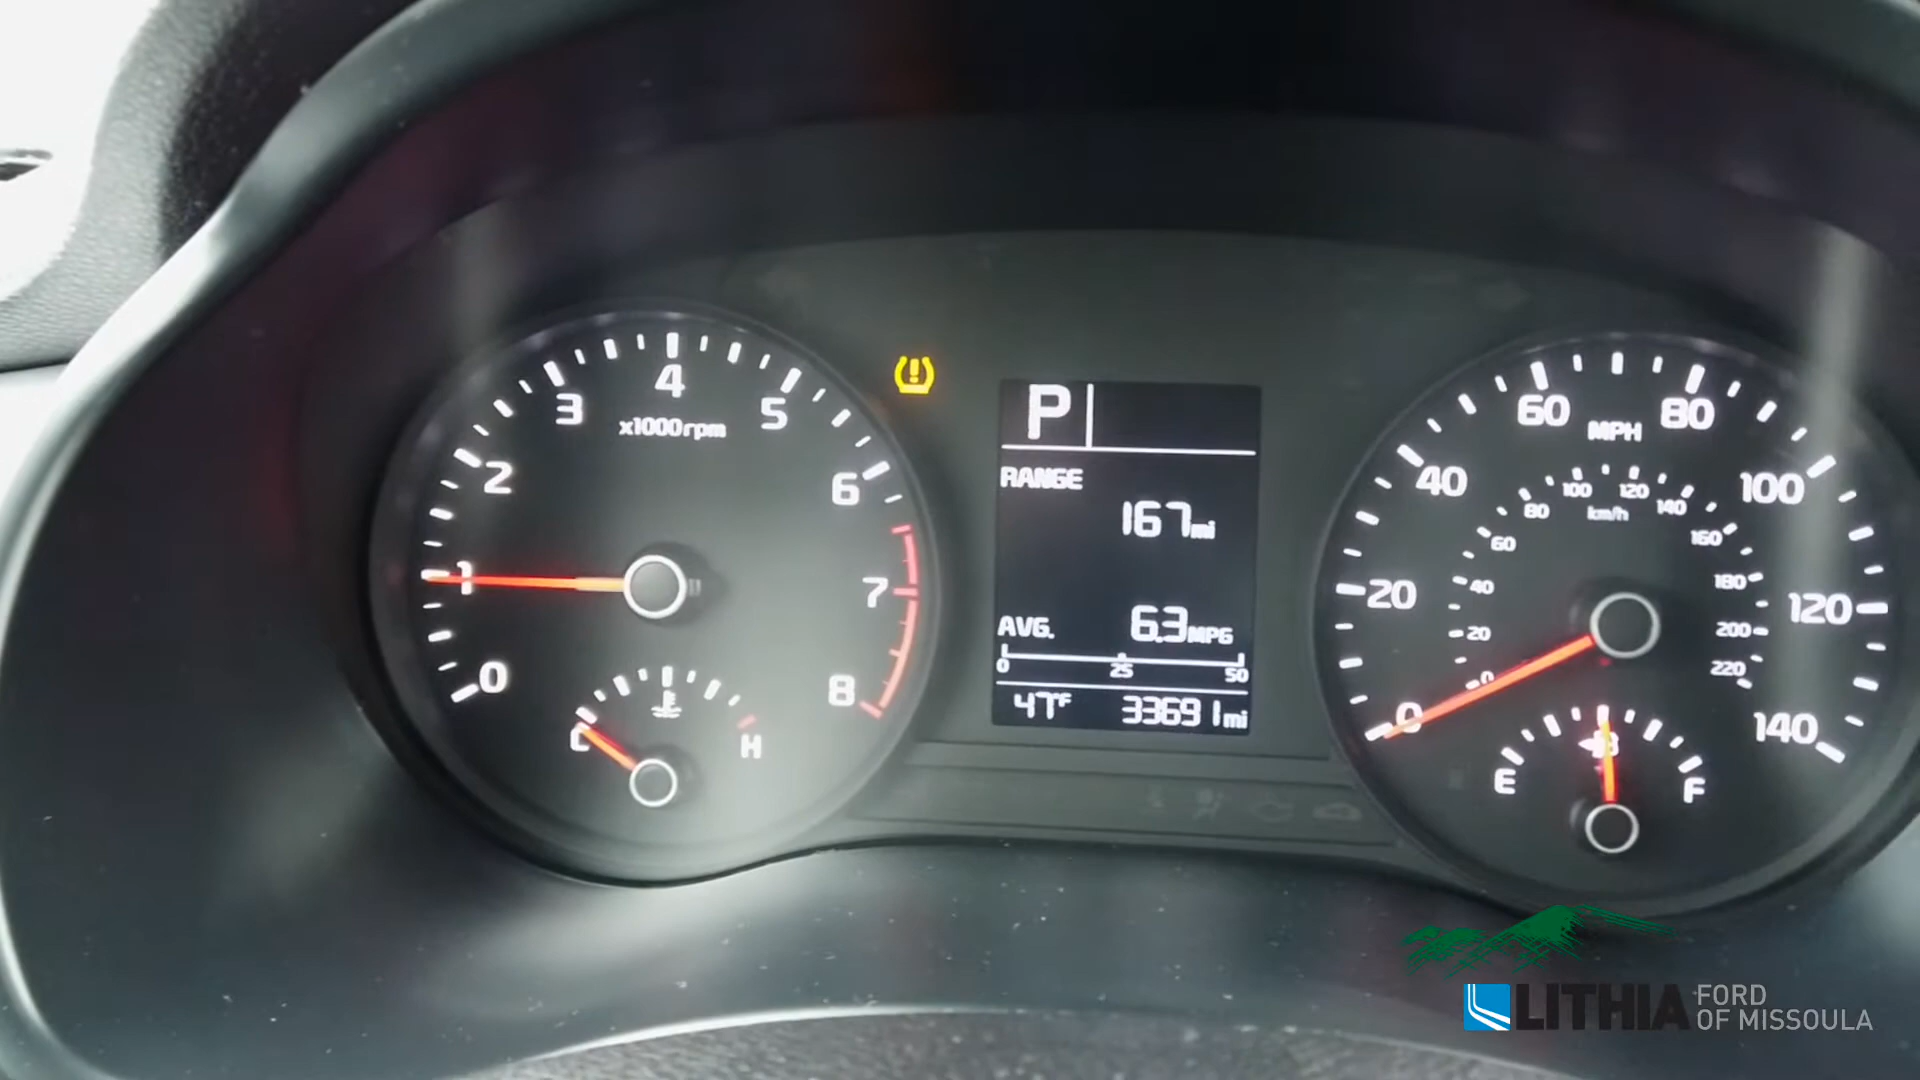 0 1 2 3 4 5 6 7 8
x1000rpm
C H
P
RANGE
167mi
AVG. 6.3MPG
0 25 50
47°F 33691mi
0 20 40 60 80 100 120 140
MPH
0 20 40 60 80 100 120 140 160 180 200 220
km/h
E F
LITHIA FORD
OF MISSOULA